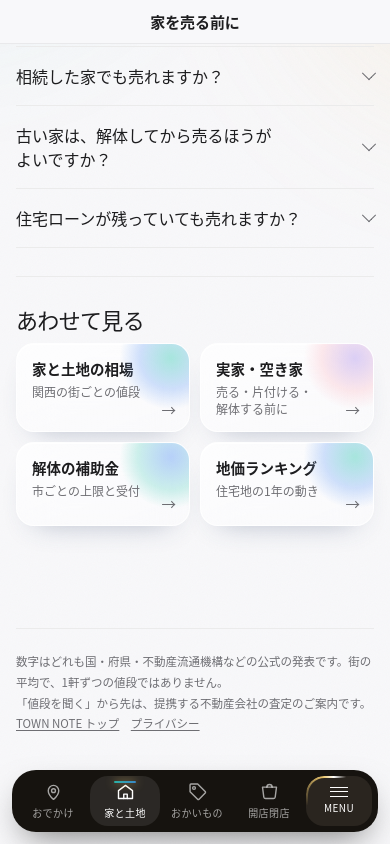 家を売る前に
相続した家でも売れますか？
古い家は、解体してから売るほうが
よいですか？
住宅ローンが残っていても売れますか？
あわせて見る
家と土地の相場
関西の街ごとの値段
→
実家・空き家
売る・片付ける・
解体する前に
→
解体の補助金
市ごとの上限と受付
→
地価ランキング
住宅地の1年の動き
→
数字はどれも国・府県・不動産流通機構などの公式の発表です。街の
平均で、1軒ずつの値段ではありません。
「値段を聞く」から先は、提携する不動産会社の査定のご案内です。
TOWN NOTE トップ プライバシー
おでかけ 家と土地 おかいもの 開店閉店 MENU